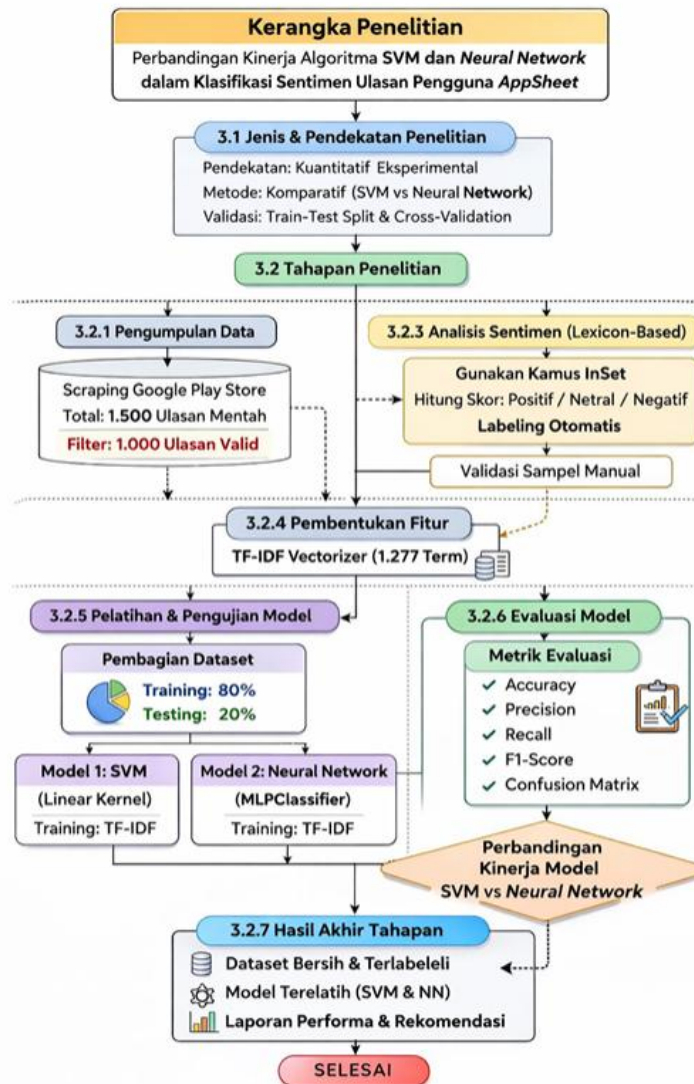 Kerangka Penelitian
Perbandingan Kinerja Algoritma SVM dan Neural Network
dalam Klasifikasi Sentimen Ulasan Pengguna AppSheet
3.1 Jenis & Pendekatan Penelitian
Pendekatan: Kuantitatif Eksperimental
Metode: Komparatif (SVM vs Neural Network)
Validasi: Train-Test Split & Cross-Validation
3.2 Tahapan Penelitian
3.2.1 Pengumpulan Data
Scraping Google Play Store
Total: 1.500 Ulasan Mentah
Filter: 1.000 Ulasan Valid
3.2.3 Analisis Sentimen (Lexicon-Based)
Gunakan Kamus InSet
Hitung Skor: Positif / Netral / Negatif
Labeling Otomatis
Validasi Sampel Manual
3.2.4 Pembentukan Fitur
TF-IDF Vectorizer (1.277 Term)
3.2.5 Pelatihan & Pengujian Model
Pembagian Dataset
Training: 80%
Testing: 20%
Model 1: SVM
(Linear Kernel)
Training: TF-IDF
Model 2: Neural Network
(MLPClassifier)
Training: TF-IDF
3.2.6 Evaluasi Model
Metrik Evaluasi
Accuracy
Precision
Recall
F1-Score
Confusion Matrix
Perbandingan
Kinerja Model
SVM vs Neural Network
3.2.7 Hasil Akhir Tahapan
Dataset Bersih & Terlabeleli
Model Terelatih (SVM & NN)
Laporan Performa & Rekomendasi
SELESAI